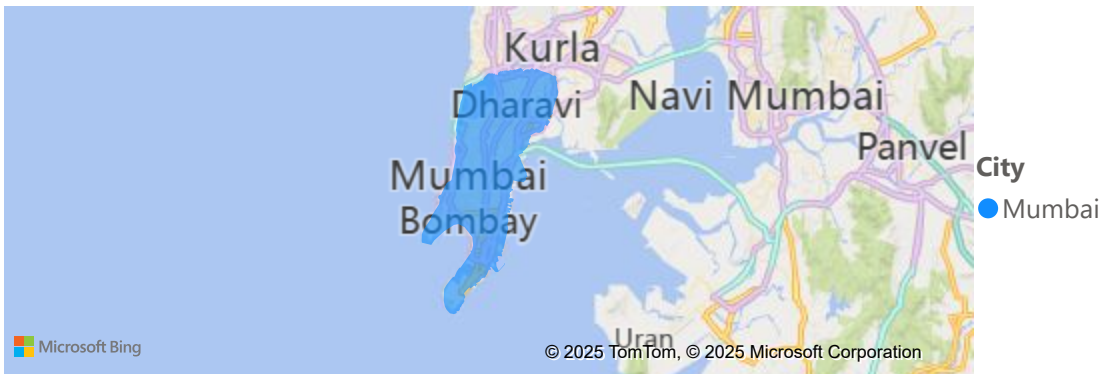 Kurla
Dharavi
Navi Mumbai
Panvel
Mumbai
Bombay
Uran
Microsoft Bing
© 2025 TomTom, © 2025 Microsoft Corporation
City
Mumbai